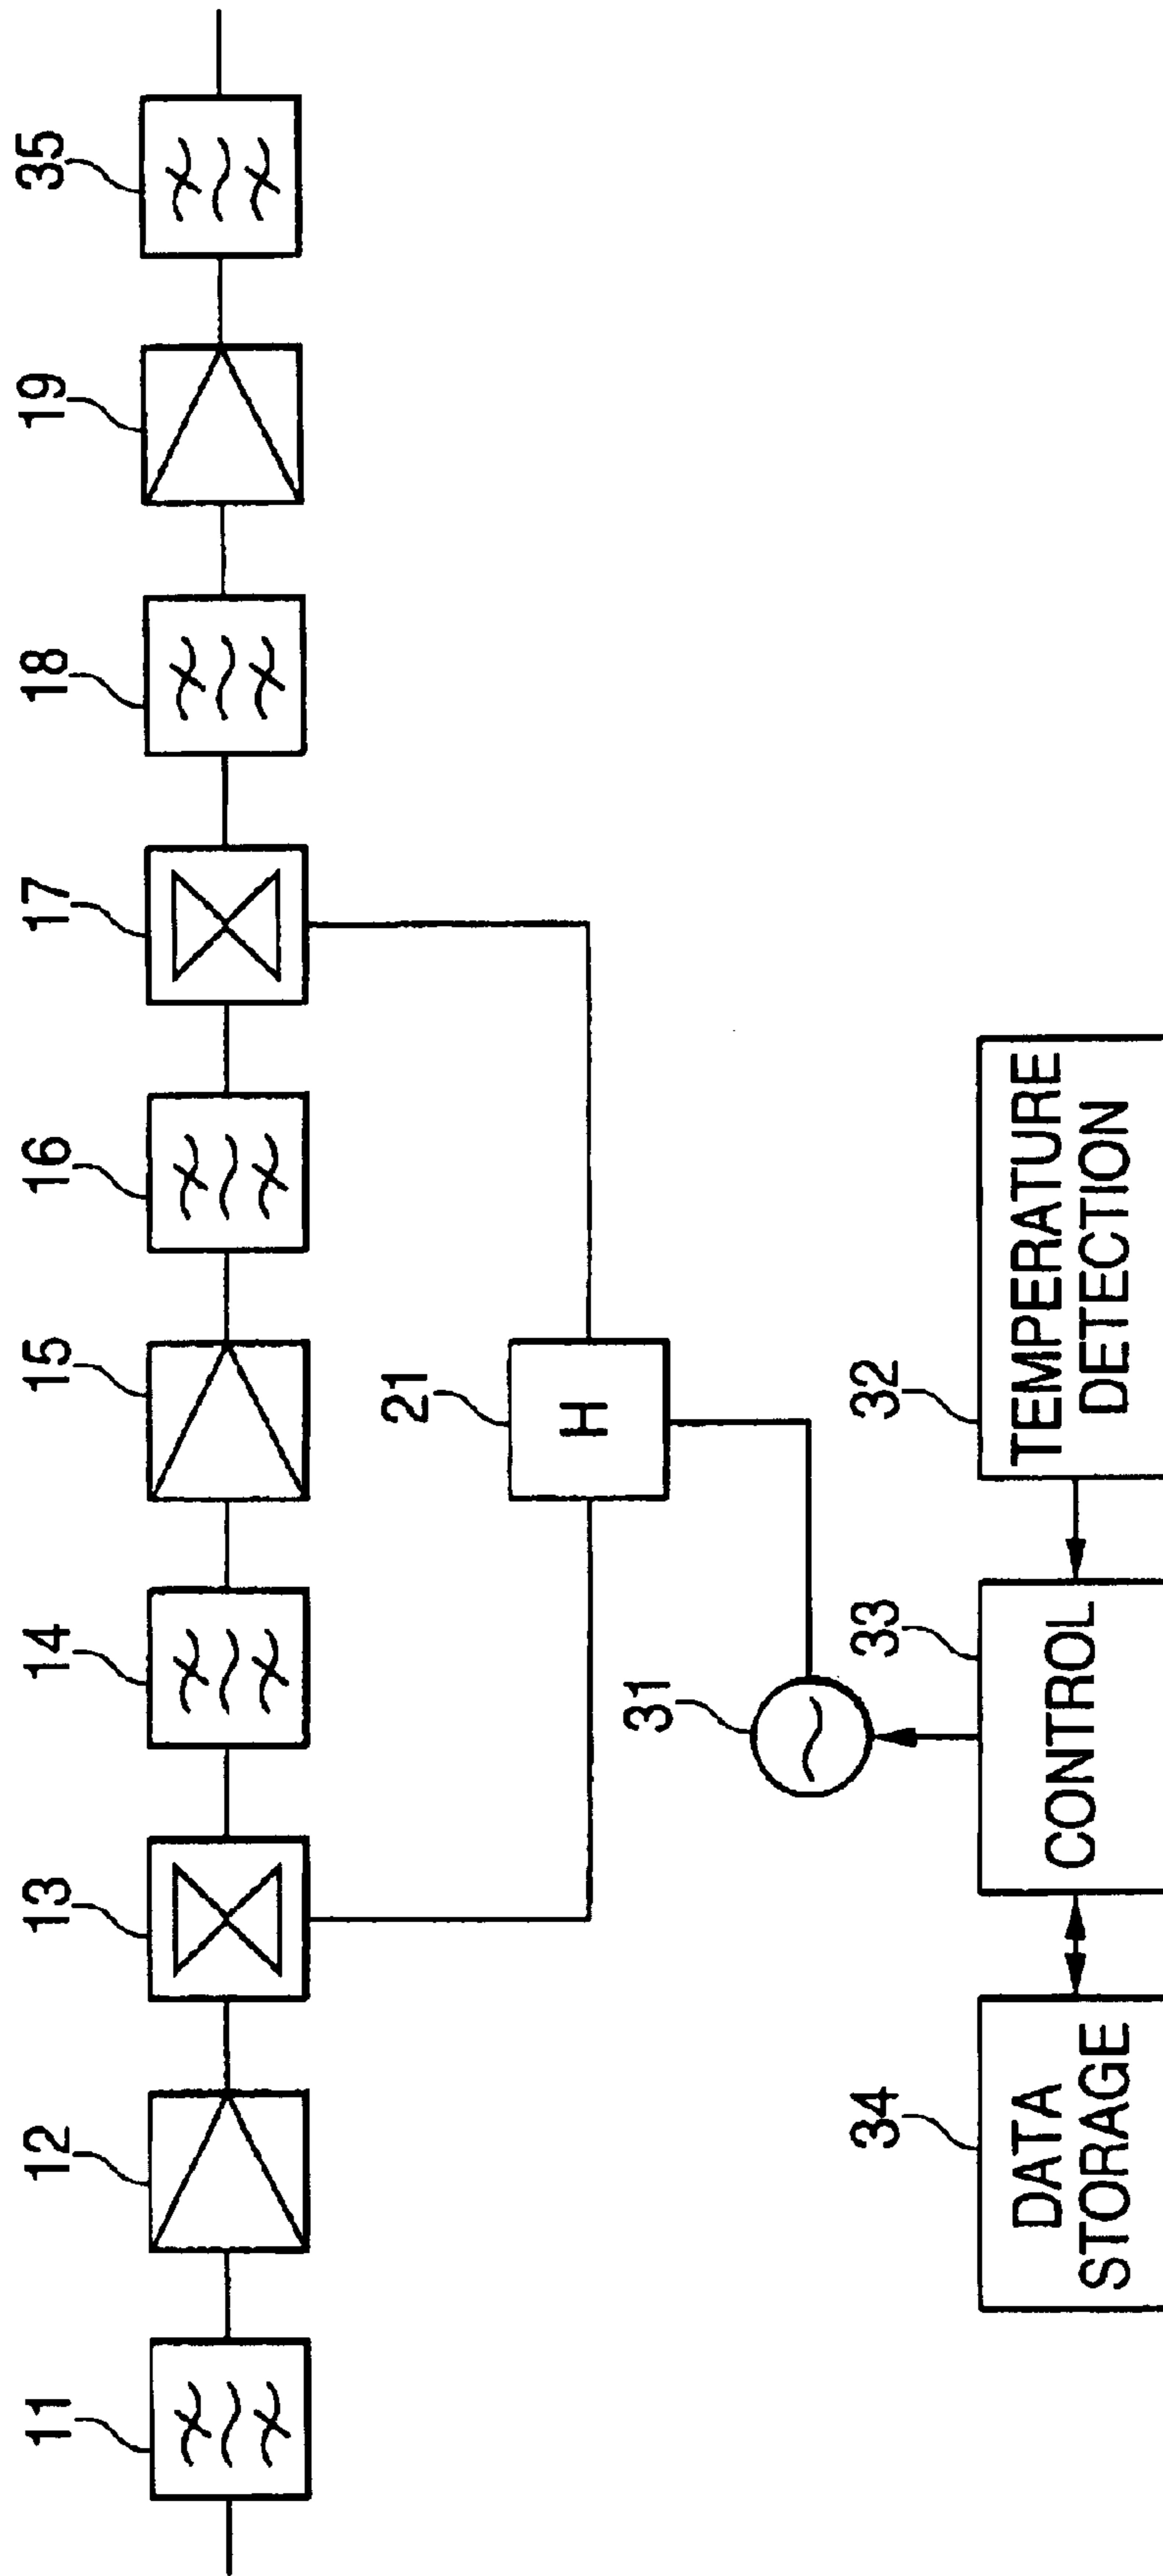 11
12
13
14
15
16
17
18
19
35
21
H
31
34
33
32
DATA
STORAGE
CONTROL
TEMPERATURE
DETECTION